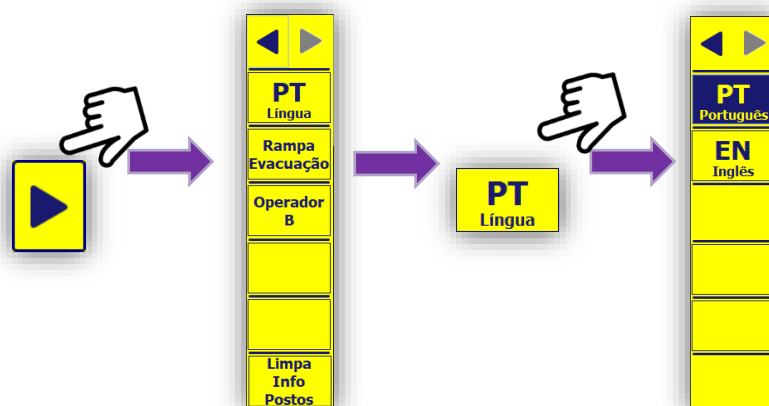 PT
Língua
Rampa
Evacuação
Operador
B
Limpa
Info
Postos
PT
Língua
PT
Português
EN
Inglês